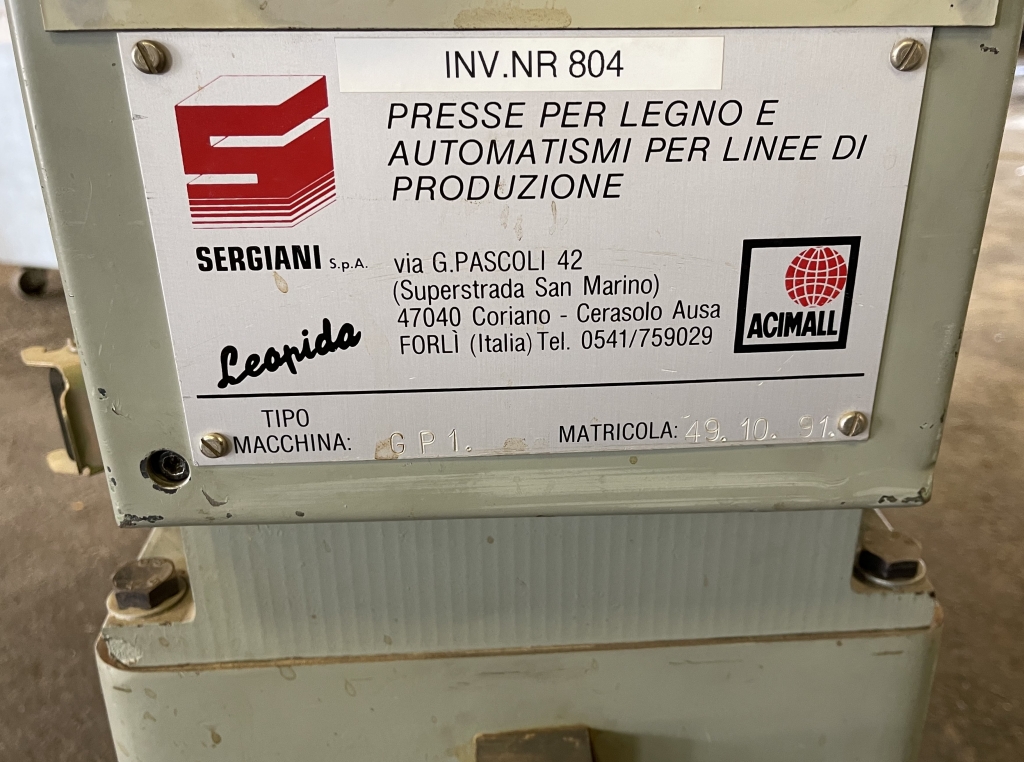 INV.NR 804
PRESSE PER LEGNO E
AUTOMATISMI PER LINEE DI
PRODUZIONE
SERGIANI S.p.A.
via G.PASCOLI 42
(Superstrada San Marino)
47040 Coriano - Cerasolo Ausa
FORLÌ (Italia) Tel. 0541/759029
Leopida
ACIMALL
TIPO
MACCHINA: GP1.
MATRICOLA: 49.10.91.